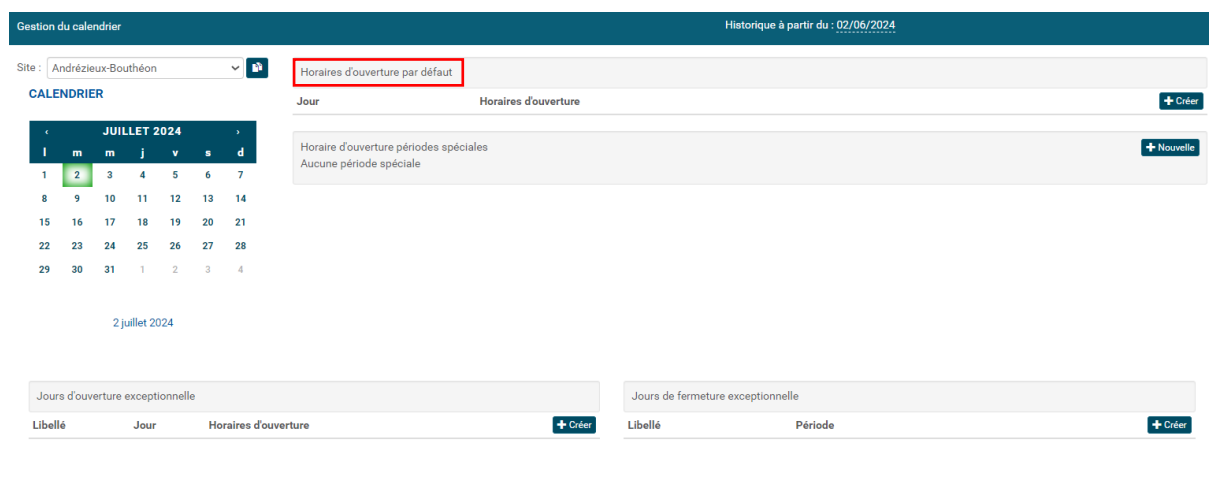 Gestion du calendrier
Historique à partir du : 02/06/2024
Site : Andrézieux-Bouthéon
CALENDRIER
‹ JUILLET 2024 ›
l m m j v s d
1 2 3 4 5 6 7
8 9 10 11 12 13 14
15 16 17 18 19 20 21
22 23 24 25 26 27 28
29 30 31 1 2 3 4
2 juillet 2024
Horaires d'ouverture par défaut
Jour Horaires d'ouverture + Créer
Horaire d'ouverture périodes spéciales + Nouvelle
Aucune période spéciale
Jours d'ouverture exceptionnelle
Libellé Jour Horaires d'ouverture + Créer
Jours de fermeture exceptionnelle
Libellé Période + Créer